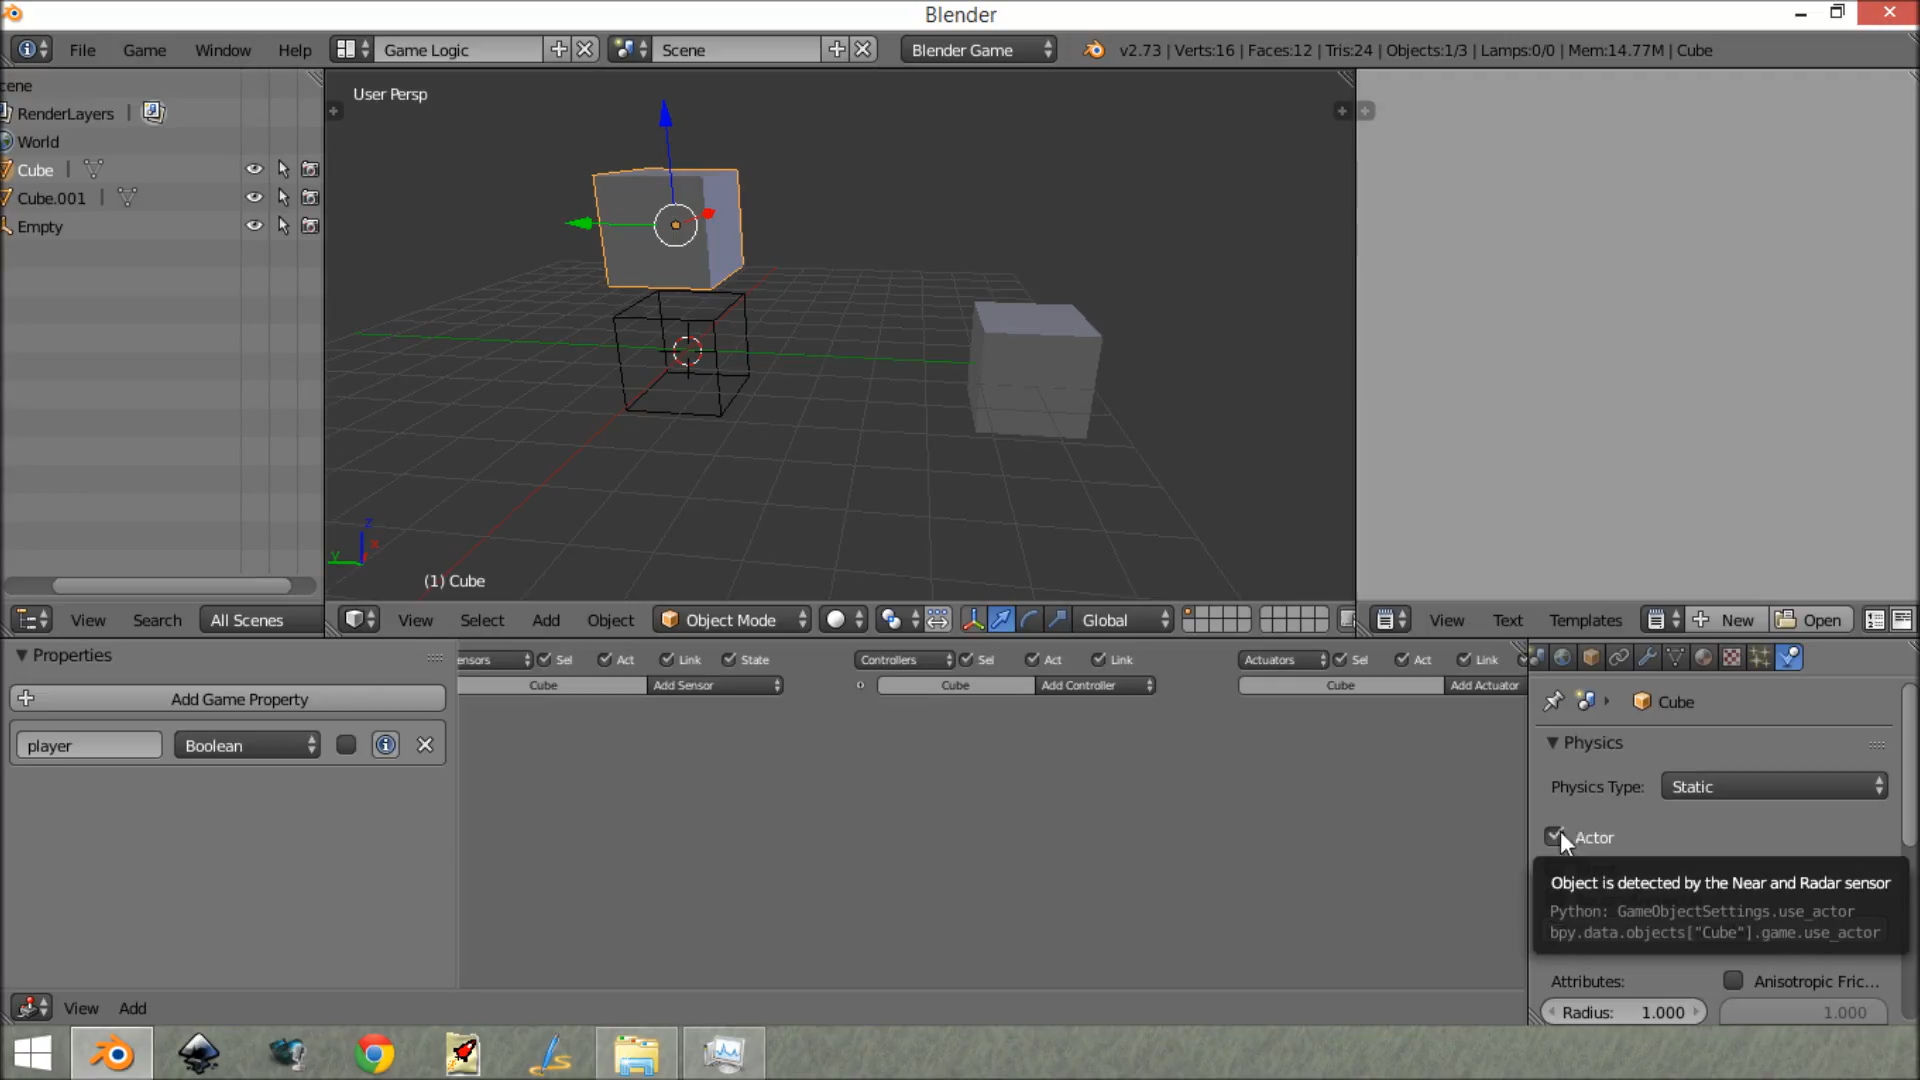 Blender
File Game Window Help Game Logic Scene Blender Game v2.73 | Verts:16 | Faces:12 | Tris:24 | Objects:1/3 | Lamps:0/0 | Mem:14.77M | Cube
cene
RenderLayers |
World
Cube |
Cube.001 |
Empty
User Persp
z
x
y
(1) Cube
View Search All Scenes
View Select Add Object Object Mode Global
View Text Templates New Open
Properties
Add Game Property
player Boolean
ensors Sel Act Link State Controllers Sel Act Link Actuators Sel Act Link
Cube Add Sensor Cube Add Controller Cube Add Actuator
Cube
Physics
Physics Type: Static
Actor
Object is detected by the Near and Radar sensor
Python: GameObjectSettings.use_actor
bpy.data.objects["Cube"].game.use_actor
Attributes: Anisotropic Fric...
Radius: 1.000 1.000
View Add